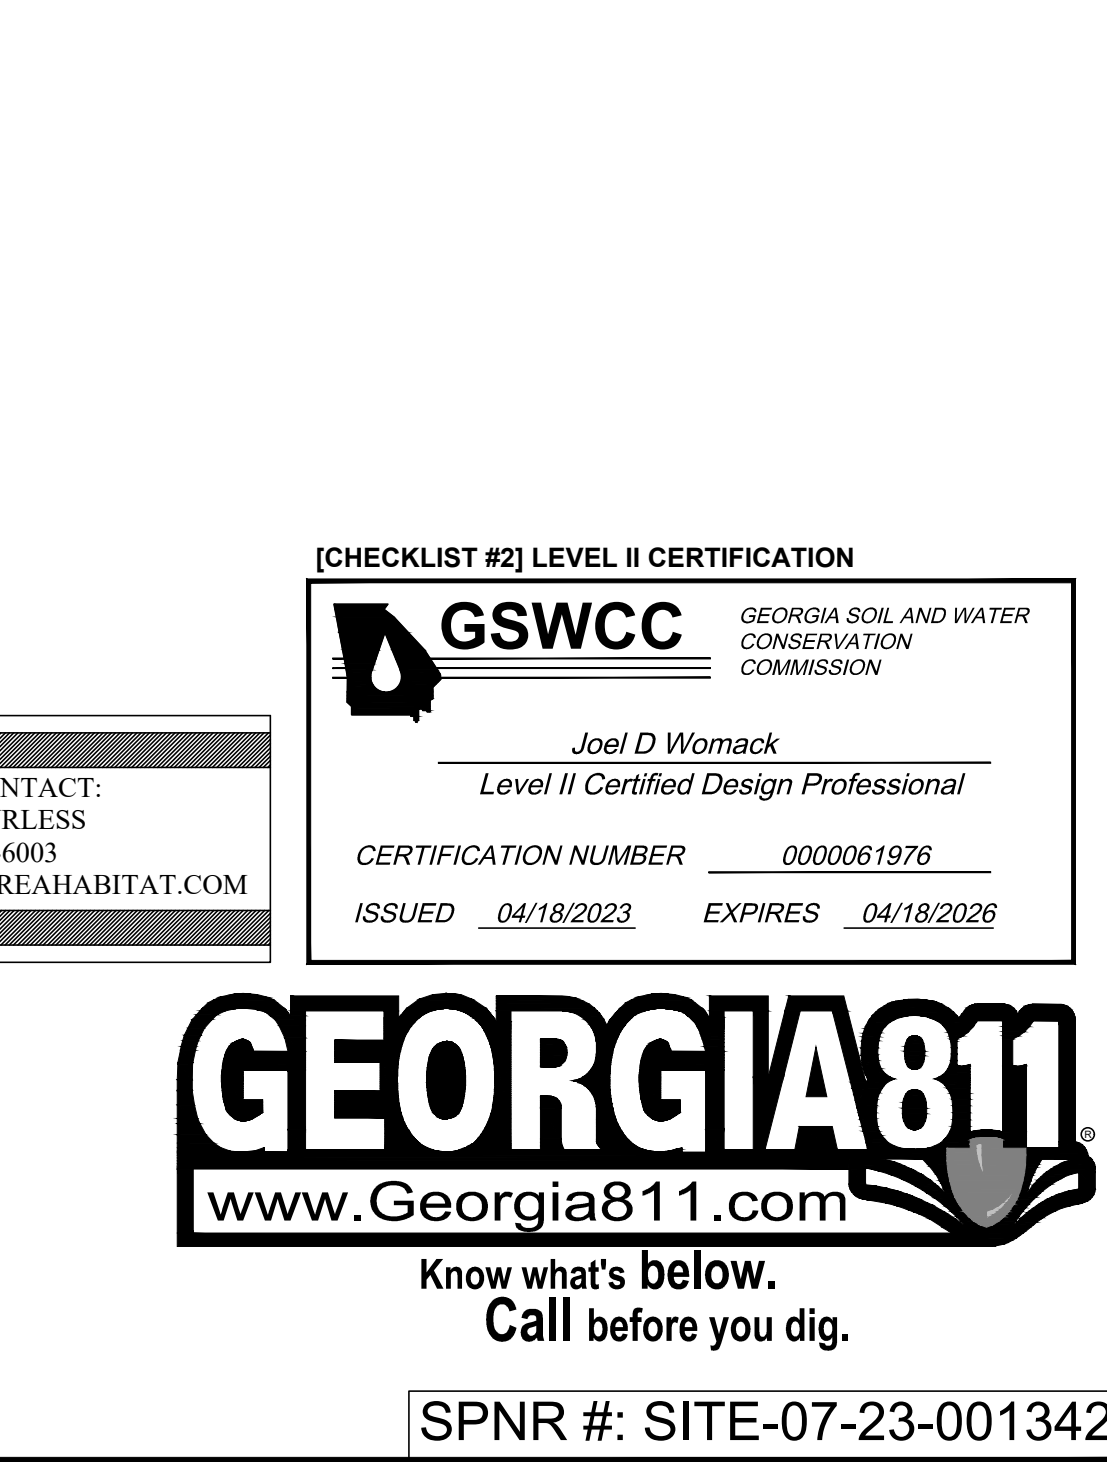 [CHECKLIST #2] LEVEL II CERTIFICATION
GSWCC
GEORGIA SOIL AND WATER
CONSERVATION
COMMISSION
Joel D Womack
Level II Certified Design Professional
CERTIFICATION NUMBER 0000061976
ISSUED 04/18/2023 EXPIRES 04/18/2026
NTACT:
RLESS
6003
REAHABITAT.COM
GEORGIA811
®
www.Georgia811.com
Know what's below.
Call before you dig.
SPNR #: SITE-07-23-001342